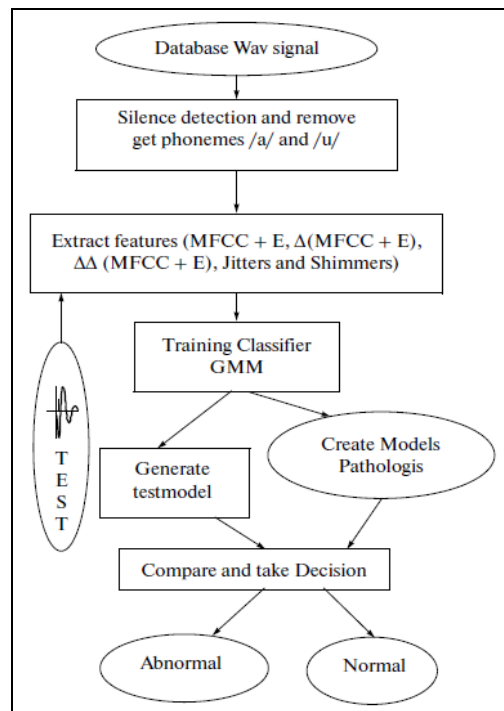 Database Wav signal
Silence detection and remove
get phonemes /a/ and /u/
Extract features (MFCC + E, Δ(MFCC + E),
ΔΔ (MFCC + E), Jitters and Shimmers)
Training Classifier
GMM
T
E
S
T
Generate
testmodel
Create Models
Pathologis
Compare and take Decision
Abnormal
Normal